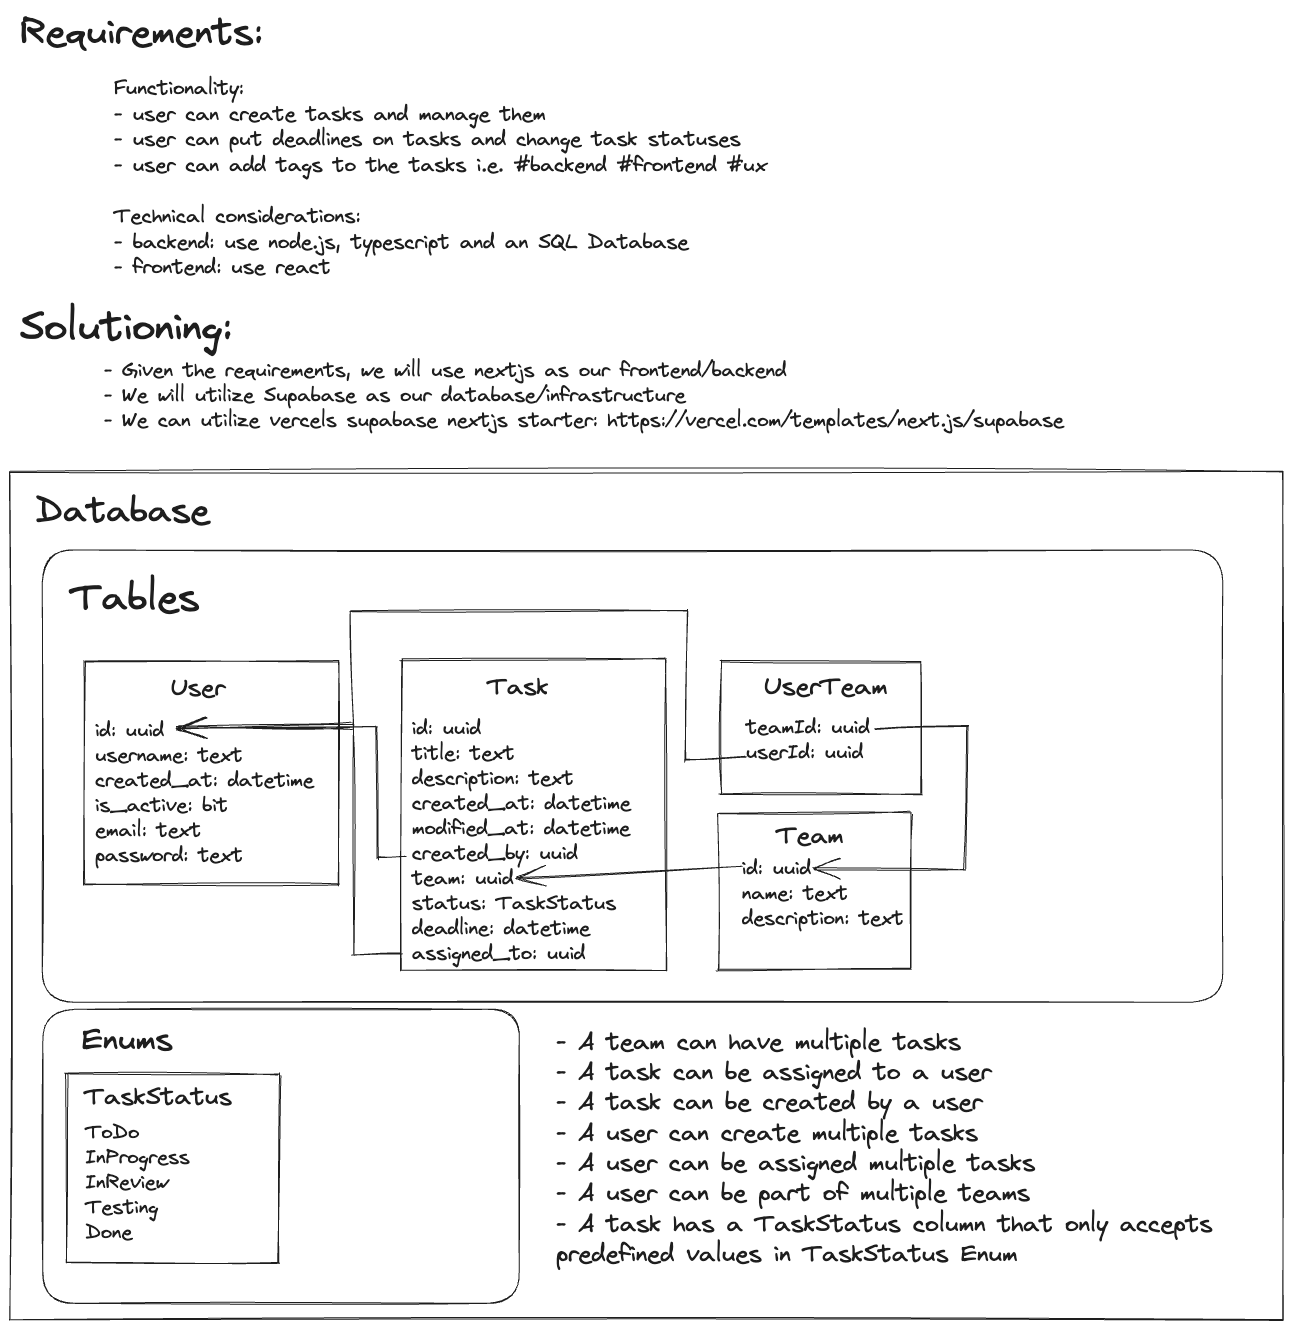 Requirements:
Functionality:
- user can create tasks and manage them
- user can put deadlines on tasks and change task statuses
- user can add tags to the tasks i.e. #backend #frontend #ux
Technical considerations:
- backend: use node.js, typescript and an SQL Database
- frontend: use react
Solutioning:
- Given the requirements, we will use nextjs as our frontend/backend
- We will utilize Supabase as our database/infrastructure
- We can utilize vercels supabase nextjs starter: https://vercel.com/templates/next.js/supabase
Database
Tables
User
id: uuid
username: text
created_at: datetime
is_active: bit
email: text
password: text
Task
id: uuid
title: text
description: text
created_at: datetime
modified_at: datetime
created_by: uuid
team: uuid
status: TaskStatus
deadline: datetime
assigned_to: uuid
UserTeam
teamId: uuid
userId: uuid
Team
id: uuid
name: text
description: text
Enums
TaskStatus
ToDo
InProgress
InReview
Testing
Done
- A team can have multiple tasks
- A task can be assigned to a user
- A task can be created by a user
- A user can create multiple tasks
- A user can be assigned multiple tasks
- A user can be part of multiple teams
- A task has a TaskStatus column that only accepts
predefined values in TaskStatus Enum